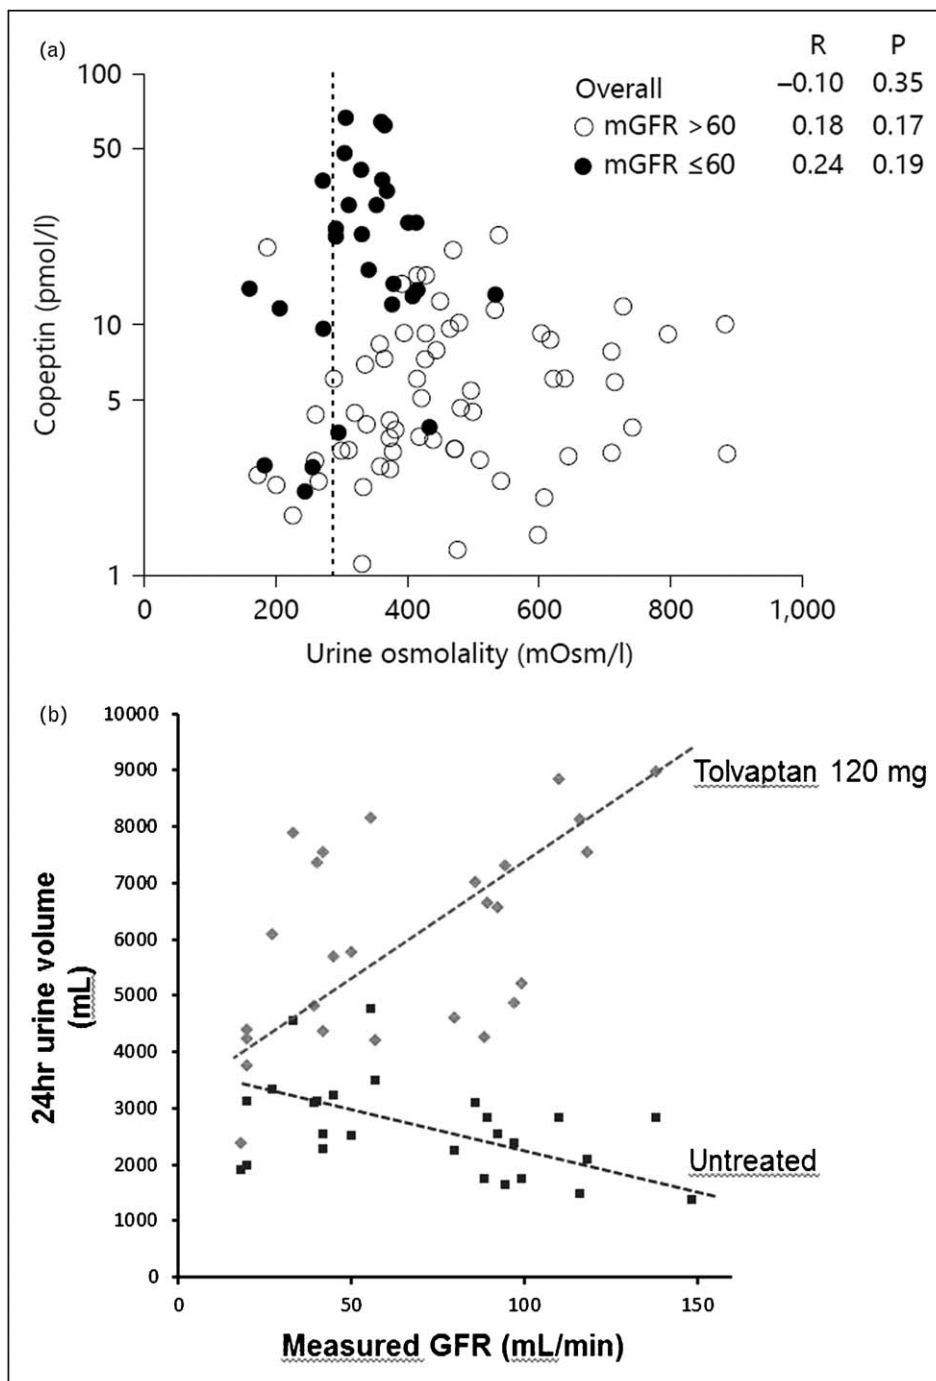 (a)
R P
Overall –0.10 0.35
mGFR >60 0.18 0.17
mGFR ≤60 0.24 0.19
100
50
10
5
1
Copeptin (pmol/l)
0 200 400 600 800 1,000
Urine osmolality (mOsm/l)
(b)
10000
9000
8000
7000
6000
5000
4000
3000
2000
1000
0
24hr urine volume
(mL)
Tolvaptan 120 mg
Untreated
0 50 100 150
Measured GFR (mL/min)